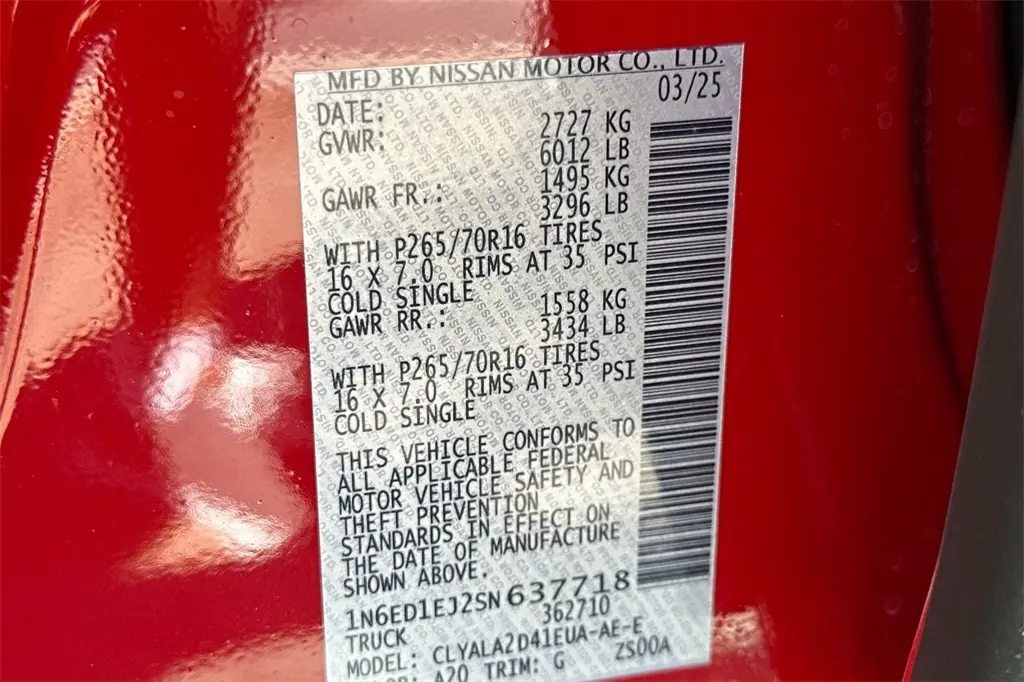 MFD BY NISSAN MOTOR CO., LTD.
DATE: 03/25
GVWR: 2727 KG
6012 LB
GAWR FR.: 1495 KG
3296 LB
WITH P265/70R16 TIRES
16 X 7.0 RIMS AT 35 PSI
COLD SINGLE
GAWR RR.: 1558 KG
3434 LB
WITH P265/70R16 TIRES
16 X 7.0 RIMS AT 35 PSI
COLD SINGLE
THIS VEHICLE CONFORMS TO
ALL APPLICABLE FEDERAL
MOTOR VEHICLE SAFETY AND
THEFT PREVENTION
STANDARDS IN EFFECT ON
THE DATE OF MANUFACTURE
SHOWN ABOVE.
1N6ED1EJ2SN637718
TRUCK 362710
MODEL: CLYALA2D41EUA-AE-E
A20 TRIM: G ZS00A